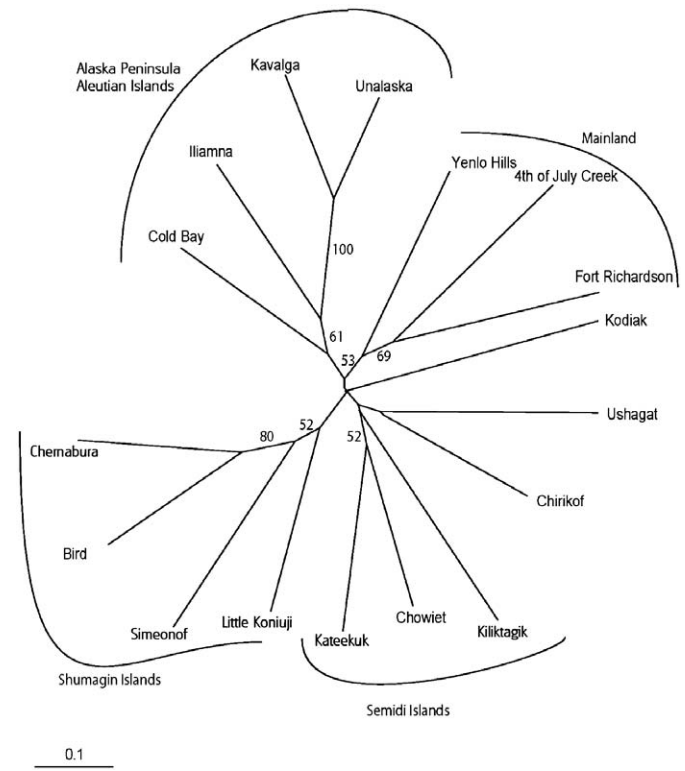 Alaska Peninsula
Aleutian Islands
Kavalga
Unalaska
Mainland
Iliamna
Yenlo Hills
4th of July Creek
Cold Bay
100
Fort Richardson
Kodiak
61
53
69
Ushagat
52
80
52
Chernabura
Chirikof
Bird
Simeonof
Little Koniuji
Kateekuk
Chowiet
Kiliktagik
Shumagin Islands
Semidi Islands
0.1